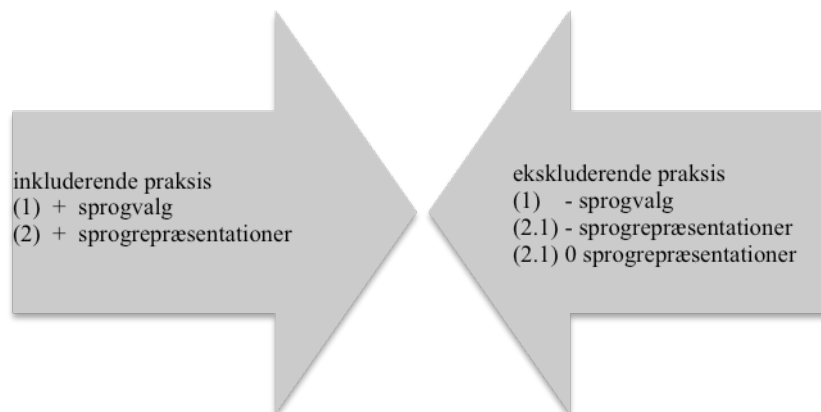 inkluderende praksis
(1) + sprogvalg
(2) + sprogrepræsentationer
ekskluderende praksis
(1) - sprogvalg
(2.1) - sprogrepræsentationer
(2.1) 0 sprogrepræsentationer